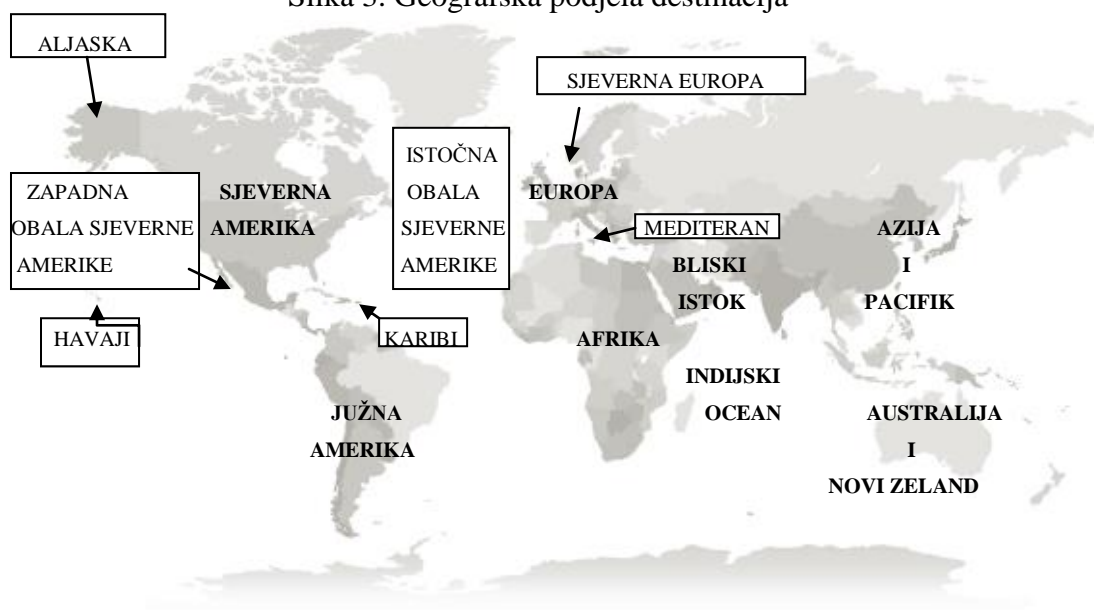 Slika 3. Geografska podjela destinacija
ALJASKA
SJEVERNA EUROPA
ISTOČNA
OBALA
SJEVERNE
AMERIKE
ZAPADNA
OBALA SJEVERNE
AMERIKE
SJEVERNA
AMERIKA
EUROPA
MEDITERAN
AZIJA
I
PACIFIK
BLISKI
ISTOK
HAVAJI
KARIBI
AFRIKA
INDIJSKI
OCEAN
JUŽNA
AMERIKA
AUSTRALIJA
I
NOVI ZELAND